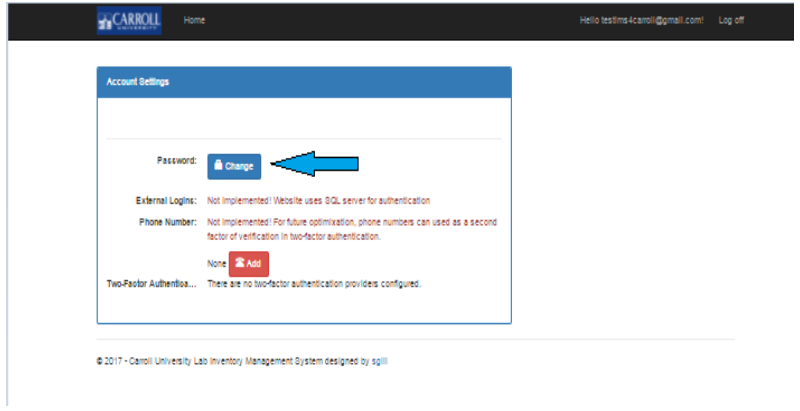 CARROLL
UNIVERSITY
Home
Hello testims4carroll@gmail.com!
Log off
Account Settings
Password:
Change
External Logins:
Not Implemented! Website uses SQL server for authentication
Phone Number:
Not Implemented! For future optimixation, phone numbers can used as a second
factor of verification in two-factor authentication.
None
Add
Two-Factor Authentica...
There are no two-factor authentication providers configured.
© 2017 - Carroll University Lab Inventory Management System designed by sgill